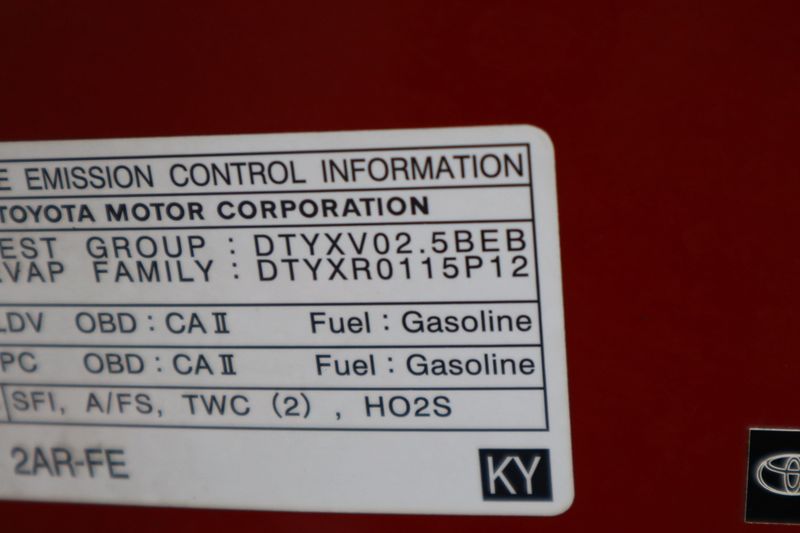 E EMISSION CONTROL INFORMATION
TOYOTA MOTOR CORPORATION
EST GROUP : DTYXV02.5BEB
VAP FAMILY : DTYXR0115P12
LDV OBD : CA II Fuel : Gasoline
PC OBD : CA II Fuel : Gasoline
SFI, A/FS, TWC (2) , HO2S
2AR-FE
KY